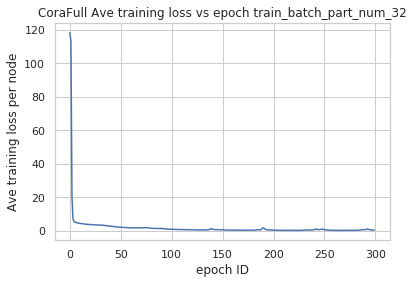 CoraFull Ave training loss vs epoch train_batch_part_num_32
Ave training loss per node
120
100
80
60
40
20
0
0 50 100 150 200 250 300
epoch ID